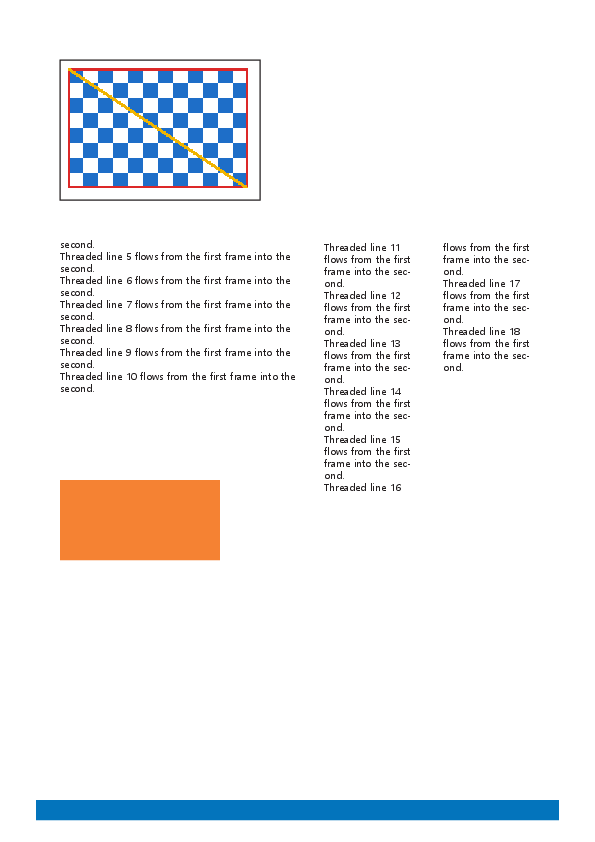 second.
Threaded line 5 flows from the first frame into the
second.
Threaded line 6 flows from the first frame into the
second.
Threaded line 7 flows from the first frame into the
second.
Threaded line 8 flows from the first frame into the
second.
Threaded line 9 flows from the first frame into the
second.
Threaded line 10 flows from the first frame into the
second.
Threaded line 11
flows from the first
frame into the sec-
ond.
Threaded line 12
flows from the first
frame into the sec-
ond.
Threaded line 13
flows from the first
frame into the sec-
ond.
Threaded line 14
flows from the first
frame into the sec-
ond.
Threaded line 15
flows from the first
frame into the sec-
ond.
Threaded line 16
flows from the first
frame into the sec-
ond.
Threaded line 17
flows from the first
frame into the sec-
ond.
Threaded line 18
flows from the first
frame into the sec-
ond.